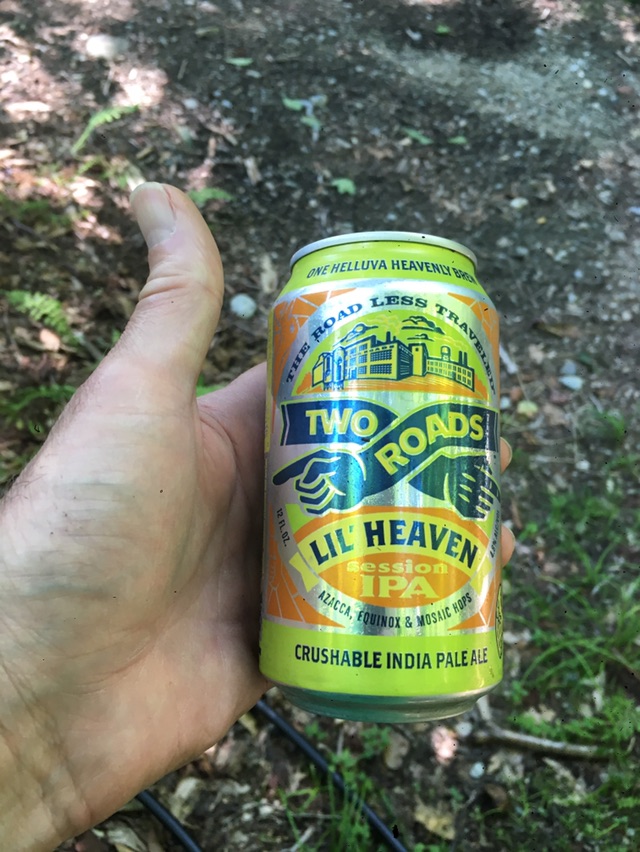 ONE HELLUVA HEAVENLY BREW
THE ROAD LESS TRAVELED
TWO
ROADS
12 FL. OZ.
LIL' HEAVEN
session
IPA
AZACCA, EQUINOX & MOSAIC HOPS
CRUSHABLE INDIA PALE ALE